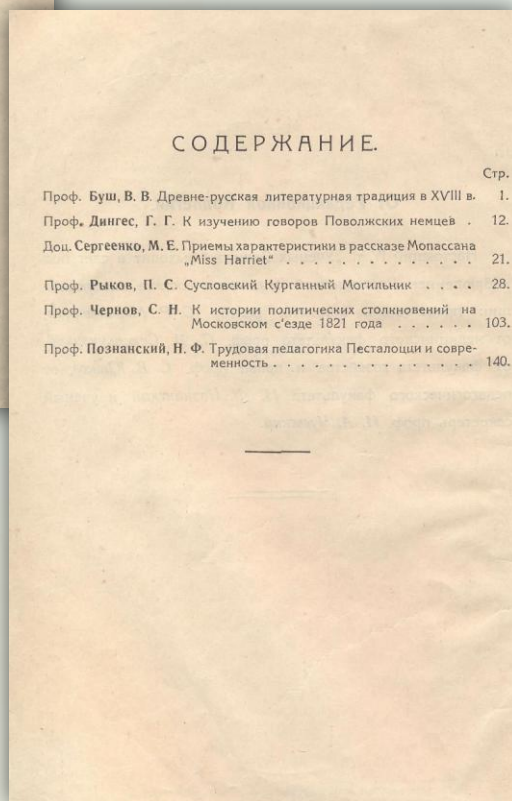 СОДЕРЖАНИЕ.
Стр.
Проф. Буш, В. В. Древне-русская литературная традиция в XVIII в. 1.
Проф. Дингес, Г. Г. К изучению говоров Поволжских немцев . 12.
Доц. Сергеенко, М. Е. Приемы характеристики в рассказе Мопассана
„Miss Harriet“ . . . . . . . . . . . . . . . 21.
Проф. Рыков, П. С. Сусловский Курганный Могильник . . . . 28.
Проф. Чернов, С. Н. К истории политических столкновений на
Московском с'езде 1821 года . . . . . . 103.
Проф. Познанский, Н. Ф. Трудовая педагогика Песталоцци и совре-
менность . . . . . . . . . . . . . . . . 140.